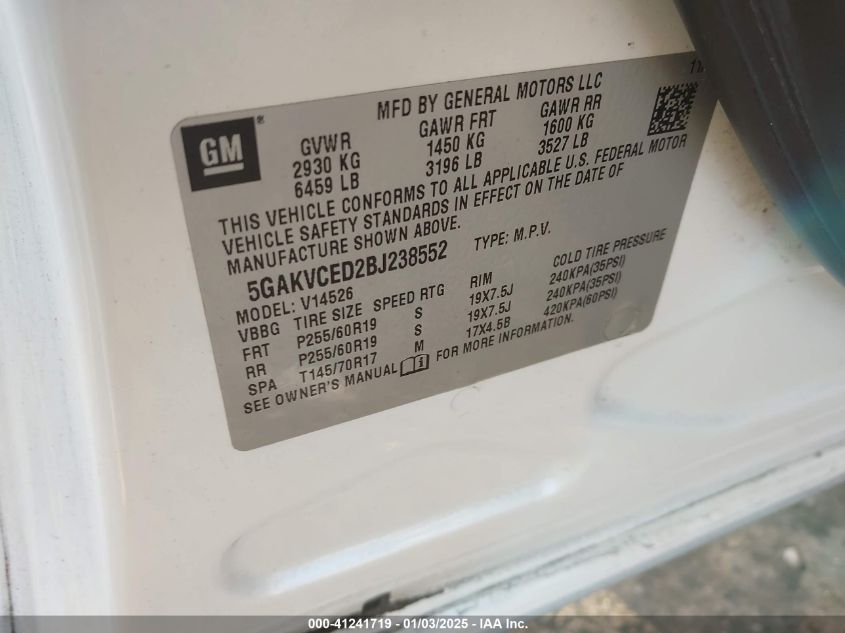 MFD BY GENERAL MOTORS LLC
GM®
GVWR GAWR FRT GAWR RR
2930 KG 1450 KG 1600 KG
6459 LB 3196 LB 3527 LB
THIS VEHICLE CONFORMS TO ALL APPLICABLE U.S. FEDERAL MOTOR
VEHICLE SAFETY STANDARDS IN EFFECT ON THE DATE OF
MANUFACTURE SHOWN ABOVE.
5GAKVCED2BJ238552 TYPE: M.P.V.
MODEL: V14526
VBBG TIRE SIZE SPEED RTG RIM COLD TIRE PRESSURE
FRT P255/60R19 S 19X7.5J 240KPA(35PSI)
RR P255/60R19 S 19X7.5J 240KPA(35PSI)
SPA T145/70R17 M 17X4.5B 420KPA(60PSI)
SEE OWNER'S MANUAL FOR MORE INFORMATION.
000-41241719 - 01/03/2025 - IAA Inc.